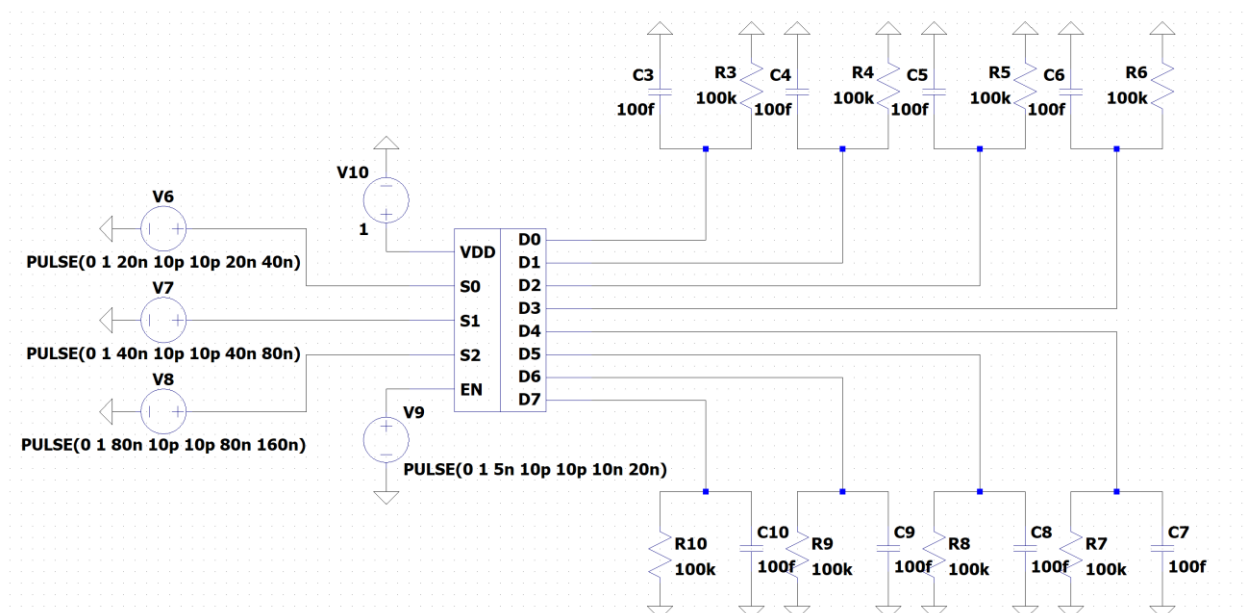 C3
100f
R3
100k
C4
100f
R4
100k
C5
100f
R5
100k
C6
100f
R6
100k
V10
1
V6
PULSE(0 1 20n 10p 10p 20n 40n)
V7
PULSE(0 1 40n 10p 10p 40n 80n)
V8
PULSE(0 1 80n 10p 10p 80n 160n)
VDD
S0
S1
S2
EN
D0
D1
D2
D3
D4
D5
D6
D7
V9
PULSE(0 1 5n 10p 10p 10n 20n)
R10
100k
C10
100f
R9
100k
C9
100f
R8
100k
C8
100f
R7
100k
C7
100f